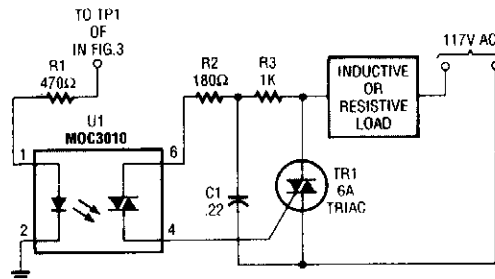 TO TP1
OF
IN FIG.3
R1
470Ω
U1
MOC3010
1
2
6
4
R2
180Ω
R3
1K
C1
.22
INDUCTIVE
OR
RESISTIVE
LOAD
117V AC
TR1
6A
TRIAC